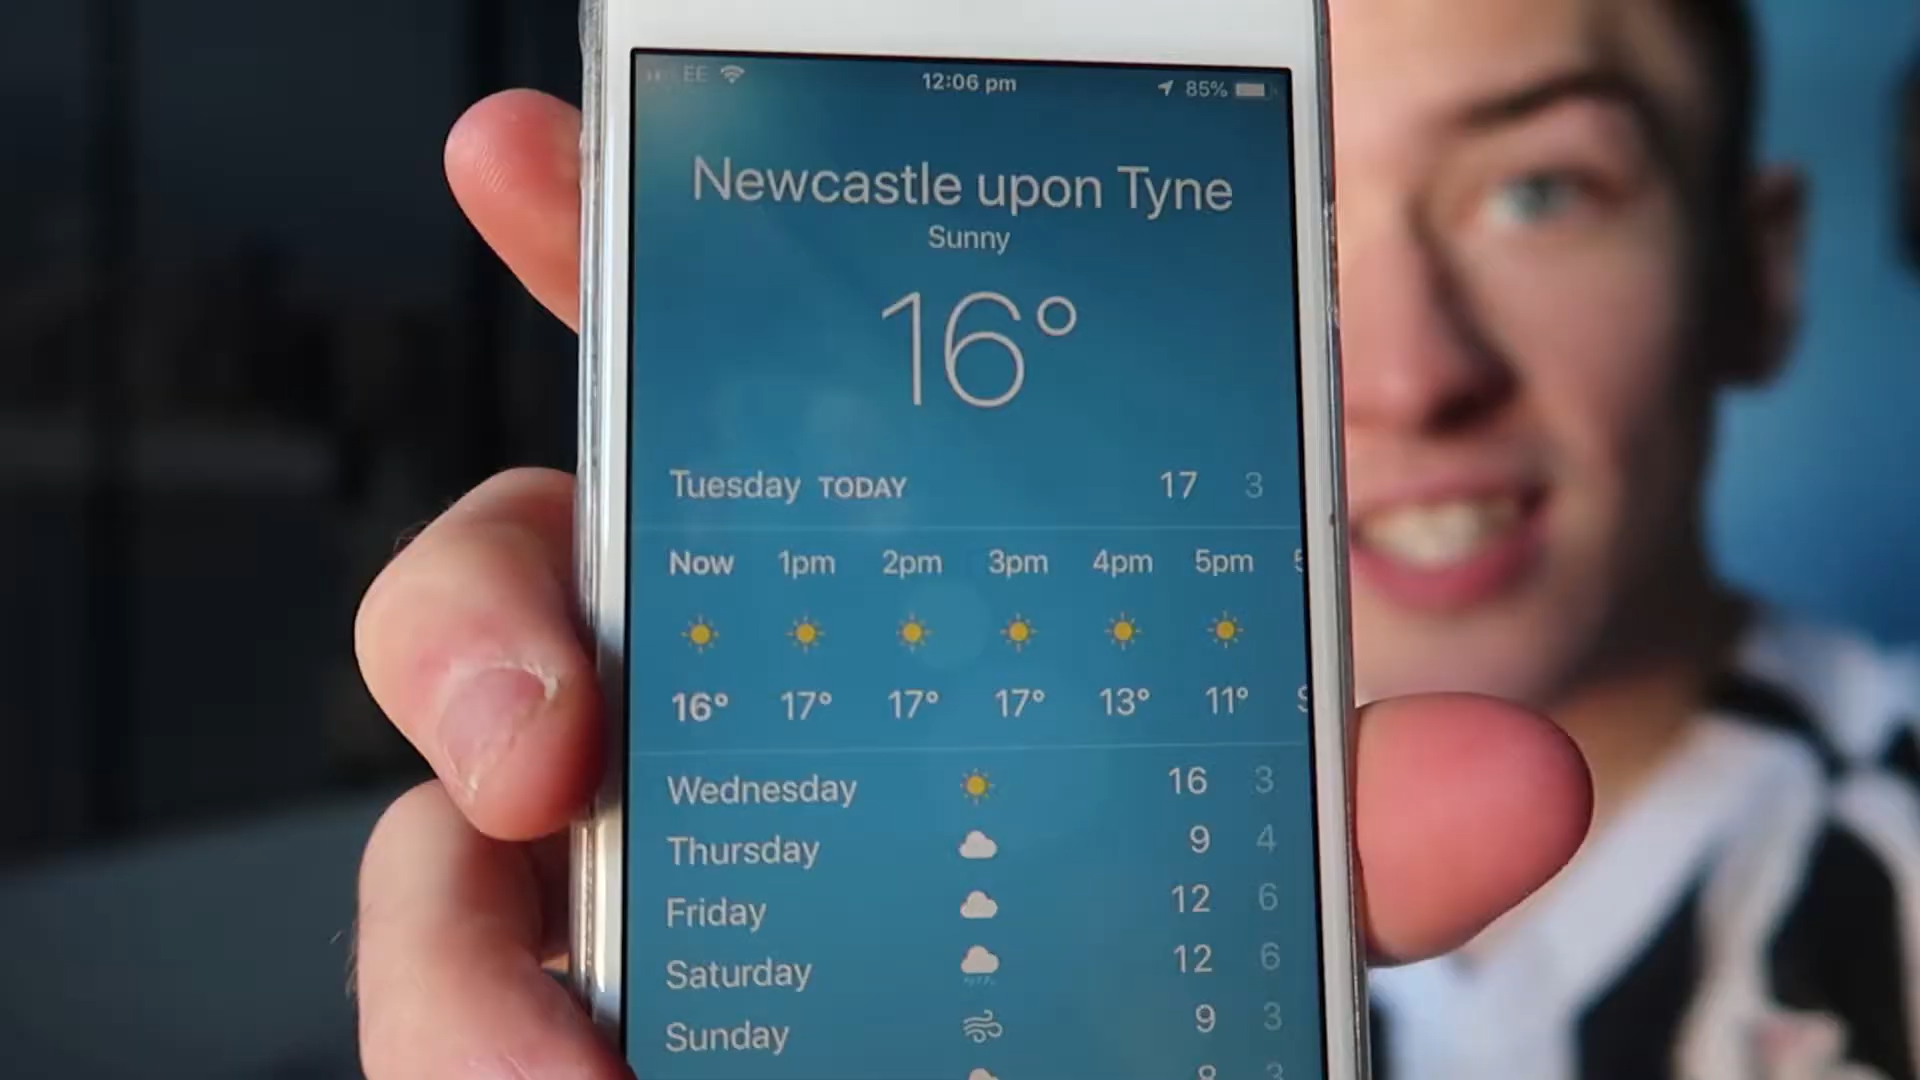 EE 12:06 pm 85%
Newcastle upon Tyne
Sunny
16°
Tuesday TODAY 17 3
Now 1pm 2pm 3pm 4pm 5pm
16° 17° 17° 17° 13° 11°
Wednesday 16 3
Thursday 9 4
Friday 12 6
Saturday 12 6
Sunday 9 3
8 3